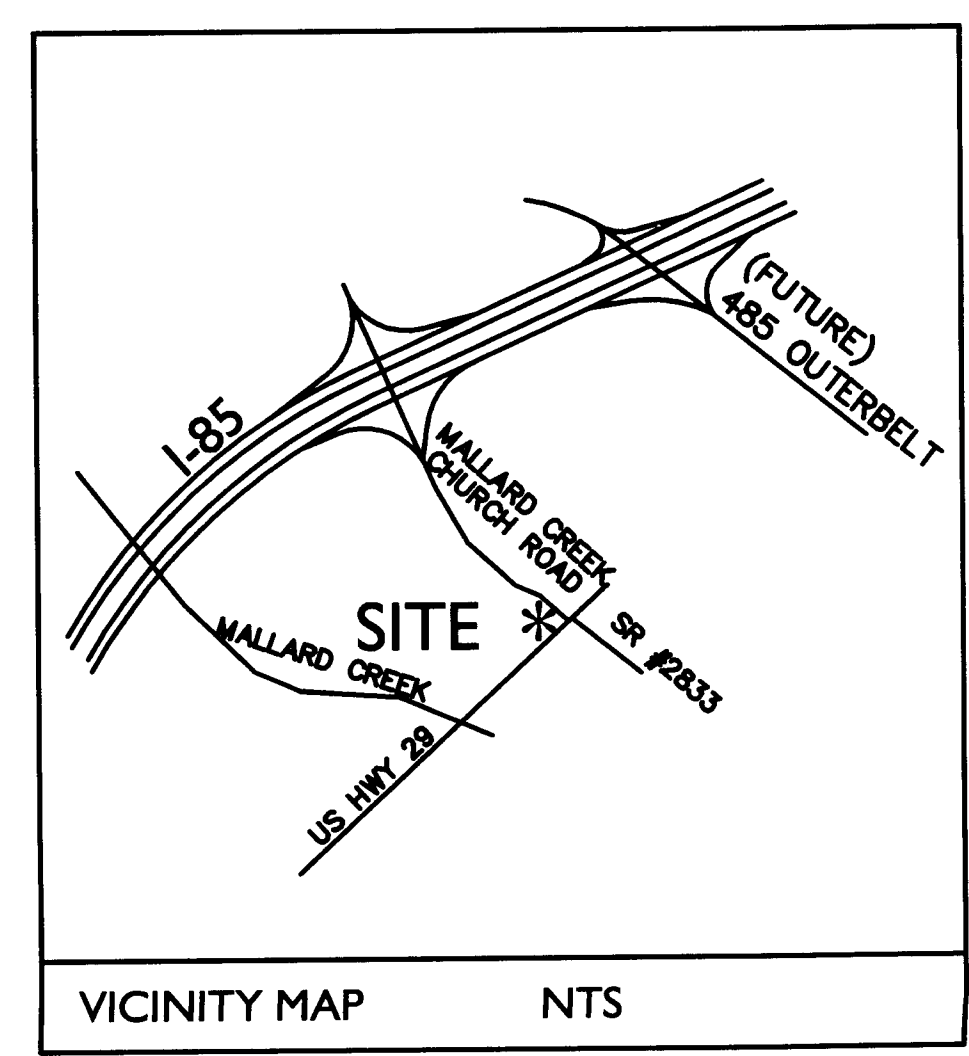 (FUTURE)
485 OUTERBELT
I-85
MALLARD CREEK
CHURCH ROAD
SITE
SR #2833
MALLARD CREEK
US HWY 29
VICINITY MAP NTS